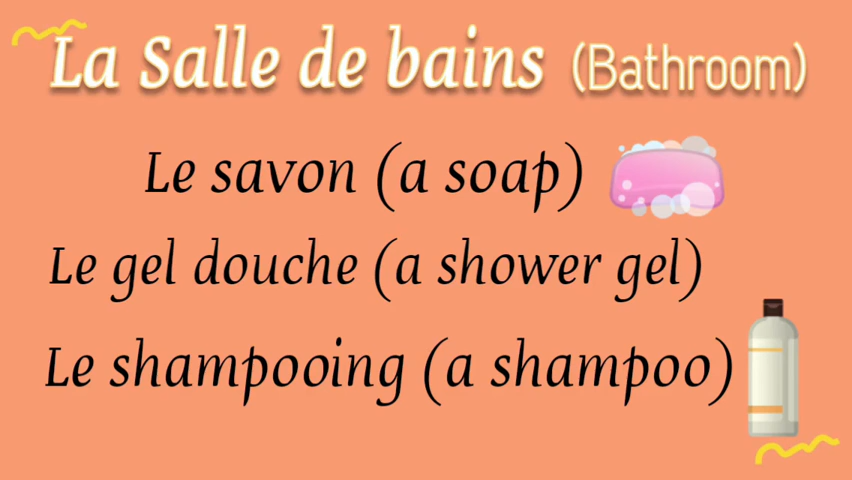 La Salle de bains (Bathroom)
Le savon (a soap)
Le gel douche (a shower gel)
Le shampooing (a shampoo)